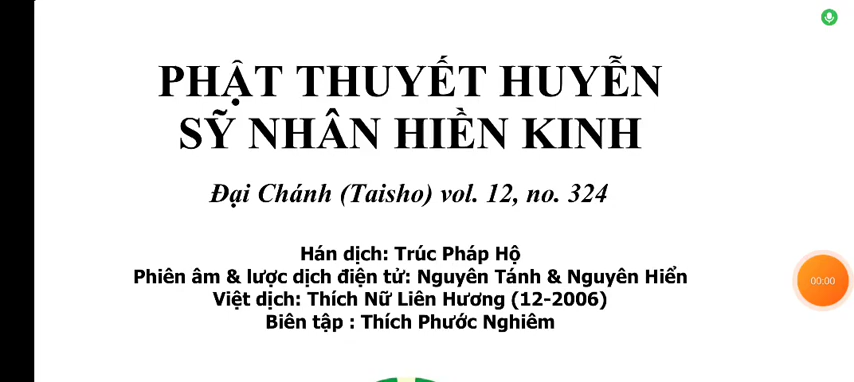 PHẬT THUYẾT HUYỄN
SỸ NHÂN HIỀN KINH
Đại Chánh (Taisho) vol. 12, no. 324
Hán dịch: Trúc Pháp Hộ
Phiên âm & lược dịch điện tử: Nguyên Tánh & Nguyên Hiển
Việt dịch: Thích Nữ Liên Hương (12-2006)
Biên tập : Thích Phước Nghiêm
00:00